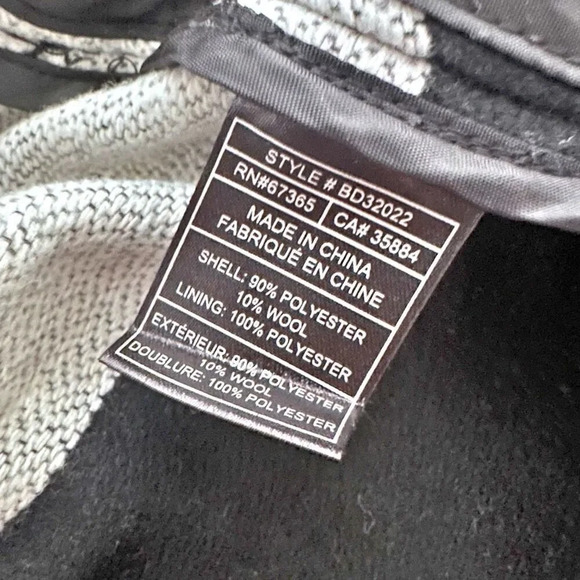 STYLE # BD32022
RN#67365 CA# 35884
MADE IN CHINA
FABRIQUÉ EN CHINE
SHELL: 90% POLYESTER
10% WOOL
LINING: 100% POLYESTER
EXTÉRIEUR: 90% POLYESTER
10% WOOL
DOUBLURE: 100% POLYESTER